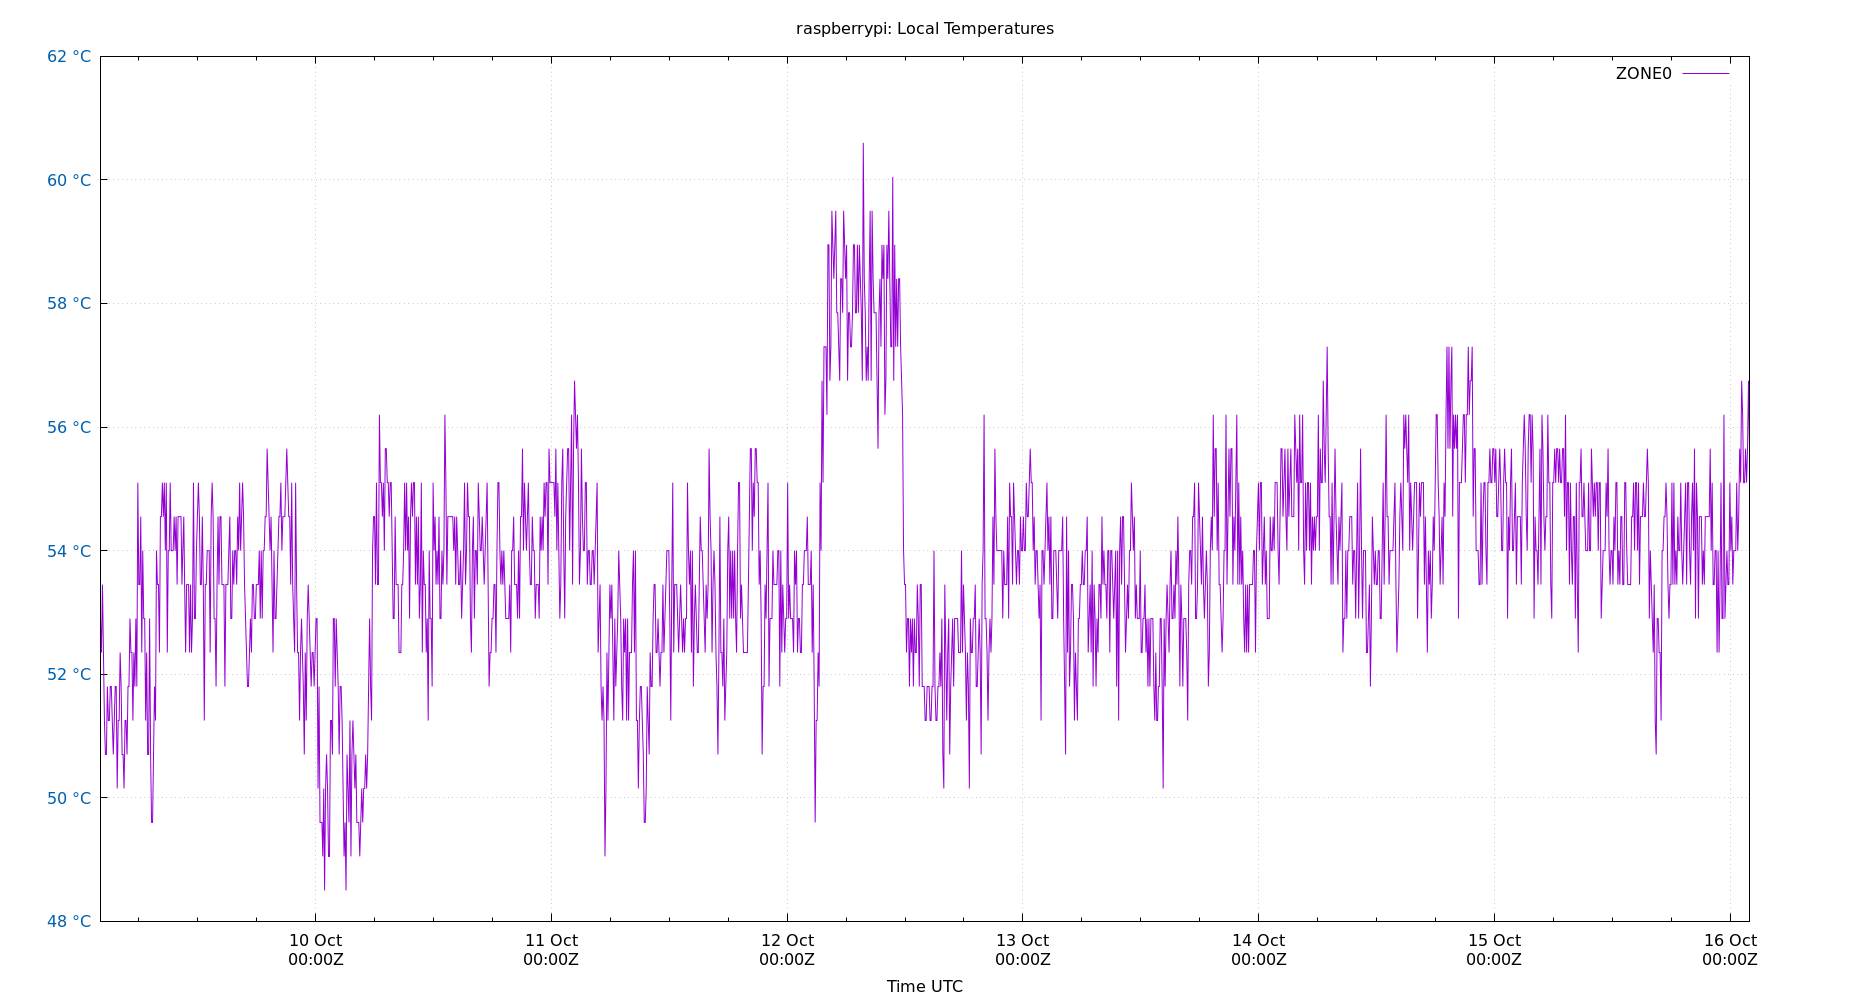 raspberrypi: Local Temperatures
ZONE0
62 °C
60 °C
58 °C
56 °C
54 °C
52 °C
50 °C
48 °C
10 Oct
00:00Z
11 Oct
00:00Z
12 Oct
00:00Z
13 Oct
00:00Z
14 Oct
00:00Z
15 Oct
00:00Z
16 Oct
00:00Z
Time UTC